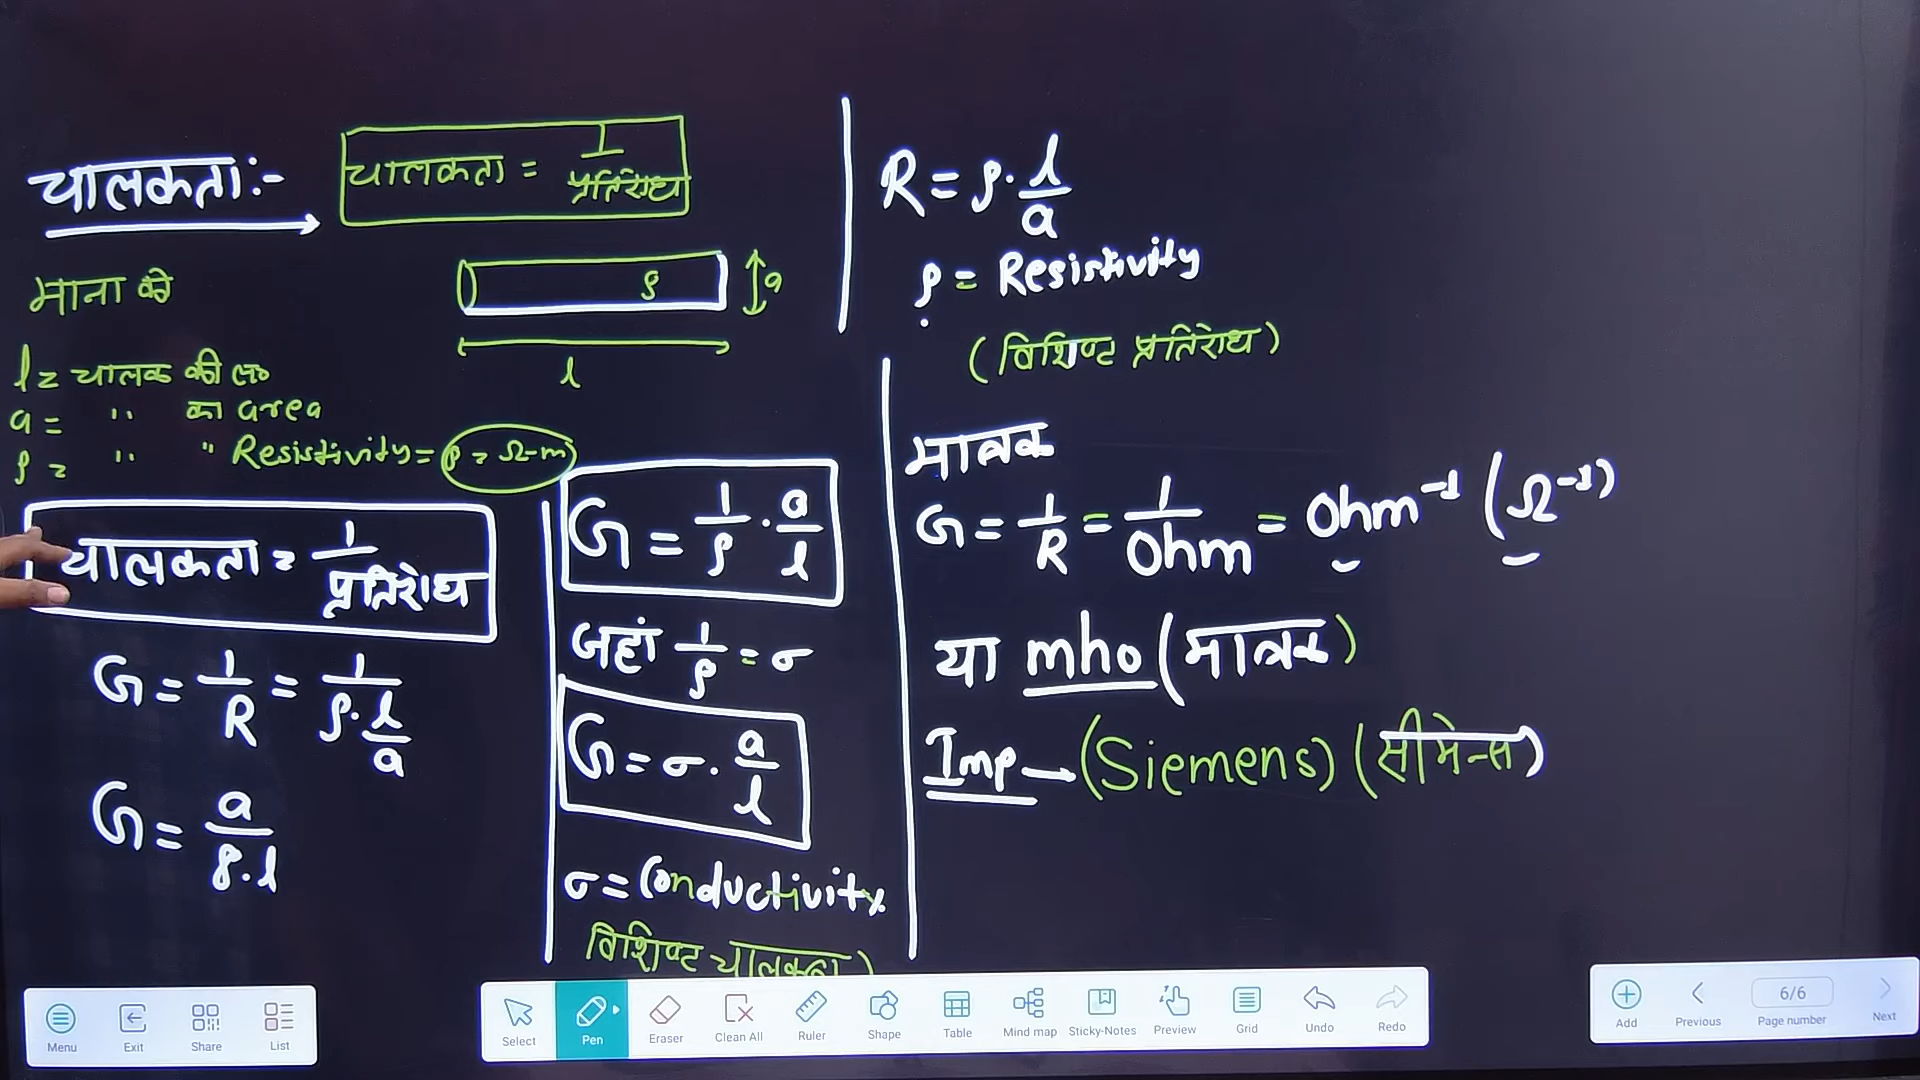 चालकता:-
चालकता = 1/प्रतिरोध
माना की
ρ
a
l
l = चालक की ल०
a = '' का area
ρ = '' " Resistivity = ρ = Ω-m
चालकता = 1/प्रतिरोध
G = 1/R = 1/ρ.l/a
G = a/ρ.l
G = 1/ρ . a/l
जहां 1/ρ = σ
G = σ . a/l
σ = Conductivity
विशिष्ट चालकता)
R = ρ. l/a
ρ = Resistivity
(विशिष्ट प्रतिरोध)
मात्रक
G = 1/R = 1/Ohm = Ohm⁻¹ (Ω⁻¹)
या mho (मात्रक)
Imp → (Siemens) (सीमेन्स)
Menu Exit Share List
Select Pen Eraser Clean All Ruler Shape Table Mind map Sticky-Notes Preview Grid Undo Redo
6/6
Add Previous Page number Next